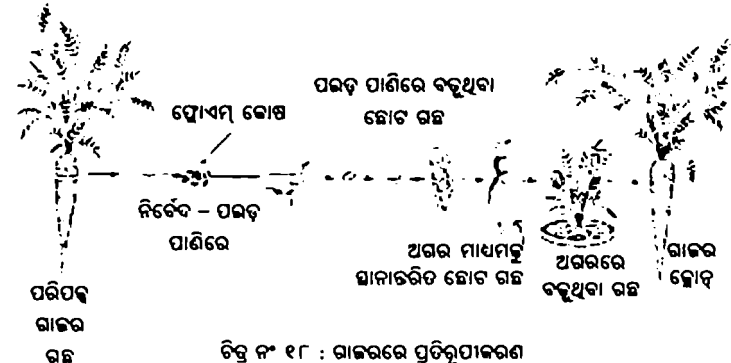 ପଇଡ଼ ପାଣିରେ ବଢୁଥିବା
ଛୋଟ ଗଛ
ଫ୍ଲୋଏମ୍ କୋଷ
ନିର୍ବେଦ – ପଇଡ଼
ପାଣିରେ
ଅଗର ମାଧ୍ୟମକୁ
ସ୍ଥାନାନ୍ତରିତ ଛୋଟ ଗଛ
ଅଗରରେ
ବଢୁଥିବା ଗଛ
ଗାଜର
କ୍ଲୋନ୍
ପରିପକ୍ୱ
ଗାଜର
ଗଛ
ଚିତ୍ର ନଂ ୧୮ : ଗାଜରରେ ପ୍ରତିରୂପୀକରଣ